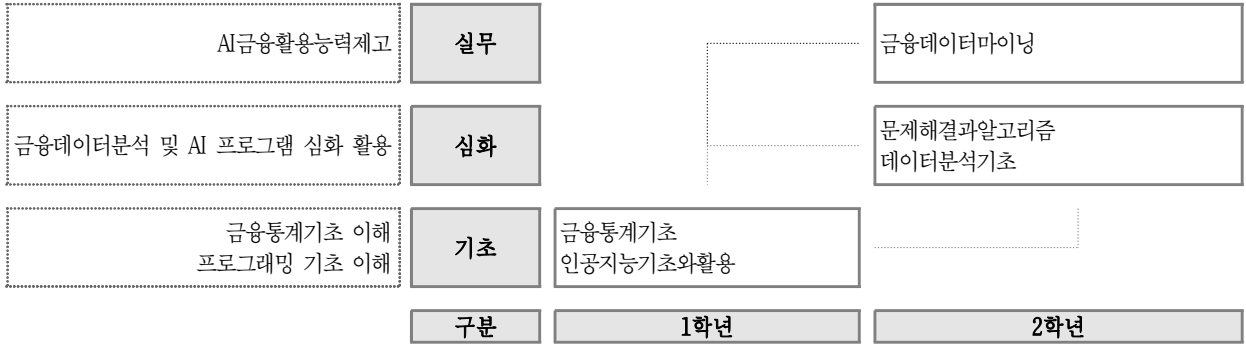 AI금융활용능력제고
실무
금융데이터마이닝
금융데이터분석 및 AI 프로그램 심화 활용
심화
문제해결과알고리즘
데이터분석기초
금융통계기초 이해
프로그래밍 기초 이해
기초
금융통계기초
인공지능기초와활용
구분
1학년
2학년